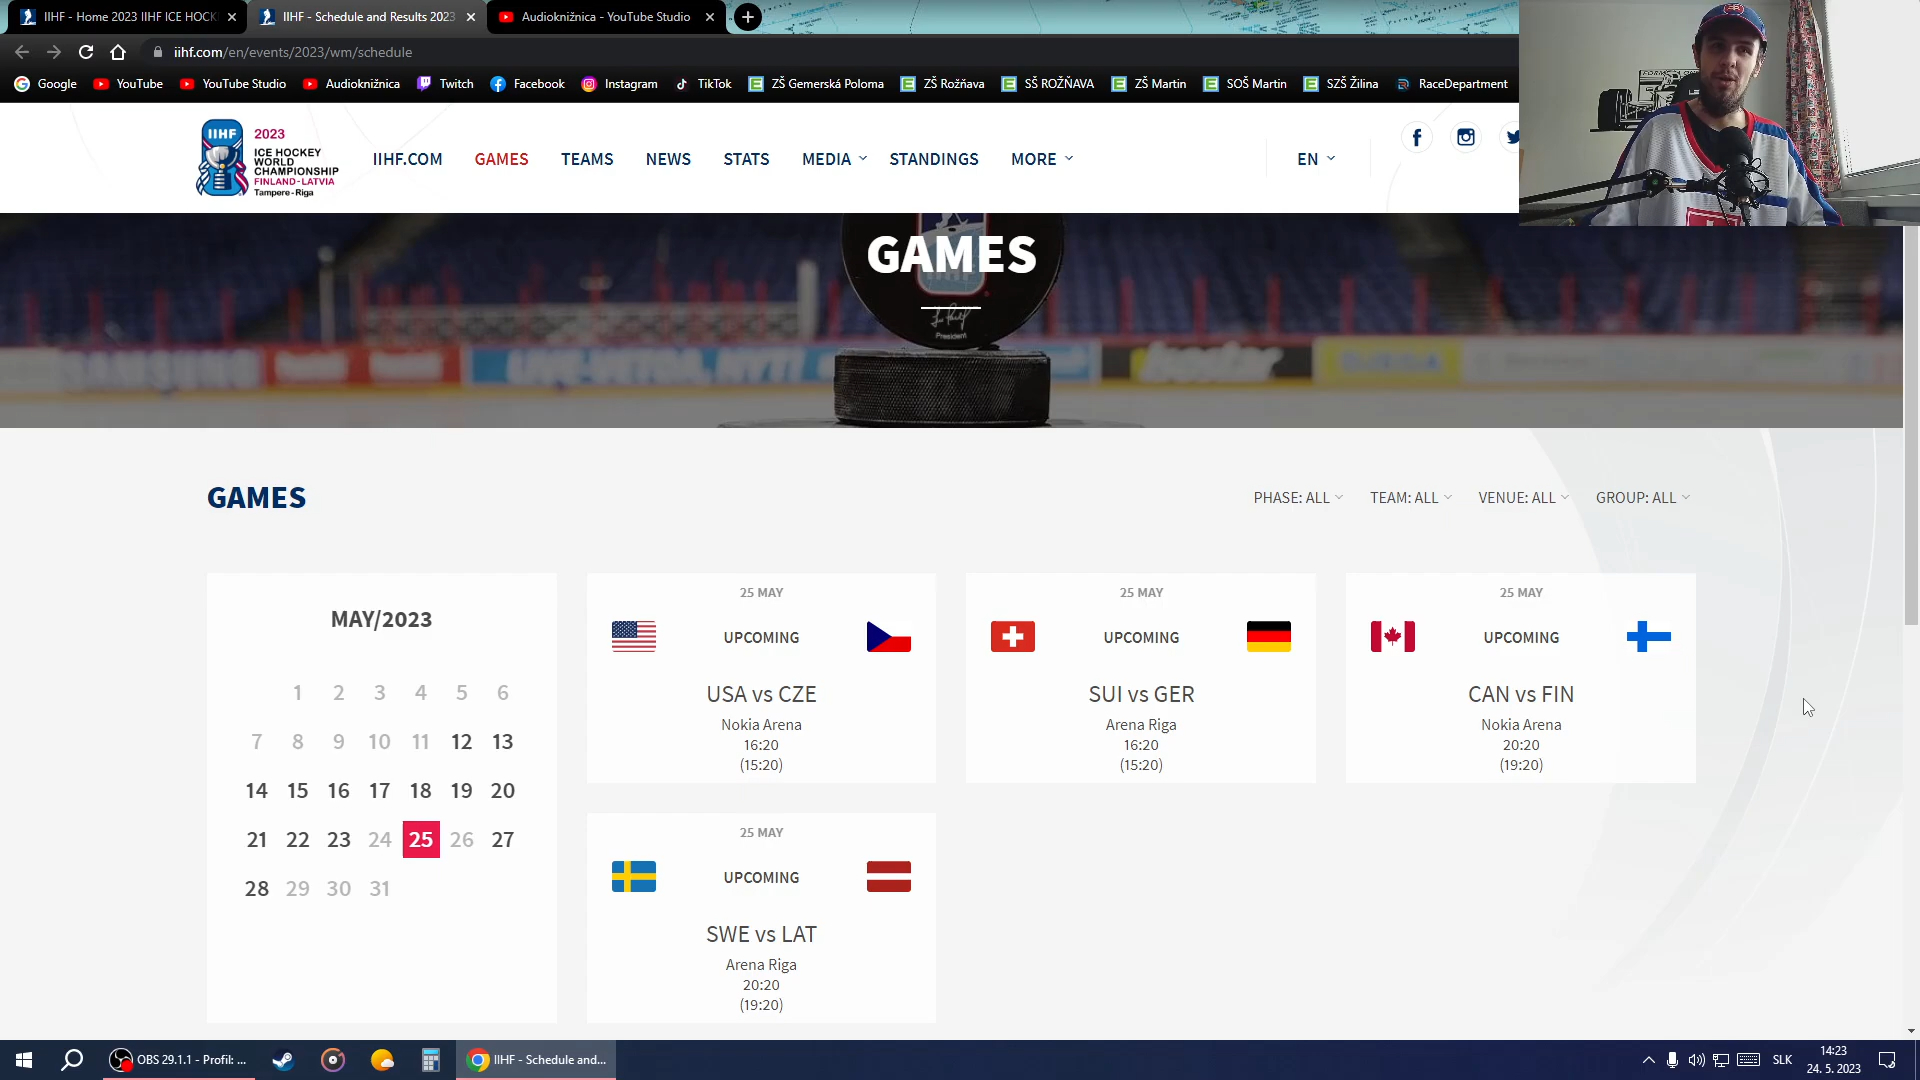 IIHF - Home 2023 IIHF ICE HOCK
IIHF - Schedule and Results 2023
Audioknižnica - YouTube Studio
iihf.com/en/events/2023/wm/schedule
Google
YouTube
YouTube Studio
Audioknižnica
Twitch
Facebook
Instagram
TikTok
ZŠ Gemerská Poloma
ZŠ Rožňava
SŠ ROŽŇAVA
ZŠ Martin
SOŠ Martin
SZŠ Žilina
RaceDepartment
IIHF
2023
ICE HOCKEY
WORLD
CHAMPIONSHIP
FINLAND-LATVIA
Tampere - Riga
IIHF.COM
GAMES
TEAMS
NEWS
STATS
MEDIA
STANDINGS
MORE
EN
GAMES
President
GAMES
PHASE: ALL
TEAM: ALL
VENUE: ALL
GROUP: ALL
MAY/2023
1 2 3 4 5 6
7 8 9 10 11 12 13
14 15 16 17 18 19 20
21 22 23 24 25 26 27
28 29 30 31
25 MAY
UPCOMING
USA vs CZE
Nokia Arena
16:20
(15:20)
25 MAY
UPCOMING
SUI vs GER
Arena Riga
16:20
(15:20)
25 MAY
UPCOMING
CAN vs FIN
Nokia Arena
20:20
(19:20)
25 MAY
UPCOMING
SWE vs LAT
Arena Riga
20:20
(19:20)
OBS 29.1.1 - Profil: ...
IIHF - Schedule and...
SLK
14:23
24. 5. 2023